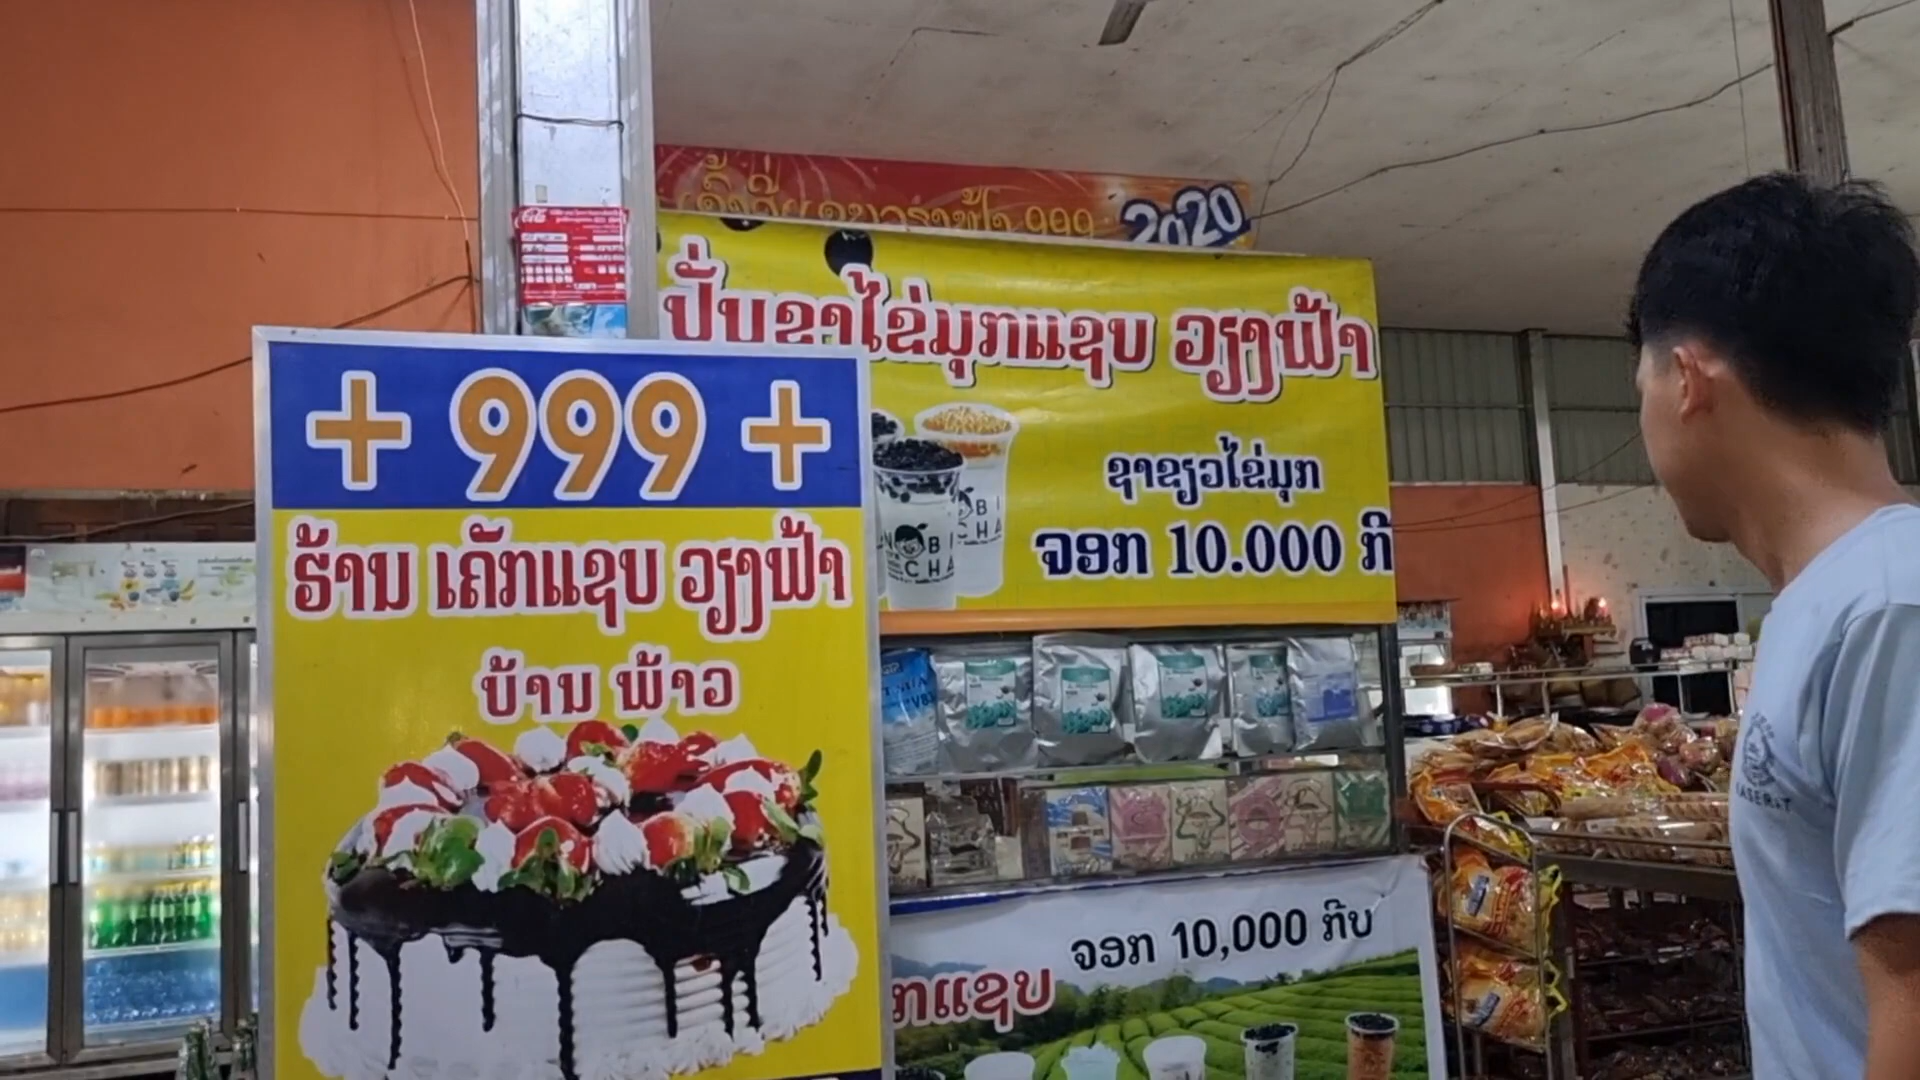 2020
ປັ່ນຊາໄຂ່ມຸກແຊບ ວຽງຟ້າ
ຊາຂຽວໄຂ່ມຸກ
ຈອກ 10.000 ກີ
+ 999 +
ຮ້ານ ເຄັກແຊບ ວຽງຟ້າ
ບ້ານ ພ້າວ
ຈອກ 10,000 ກີບ
ກແຊບ